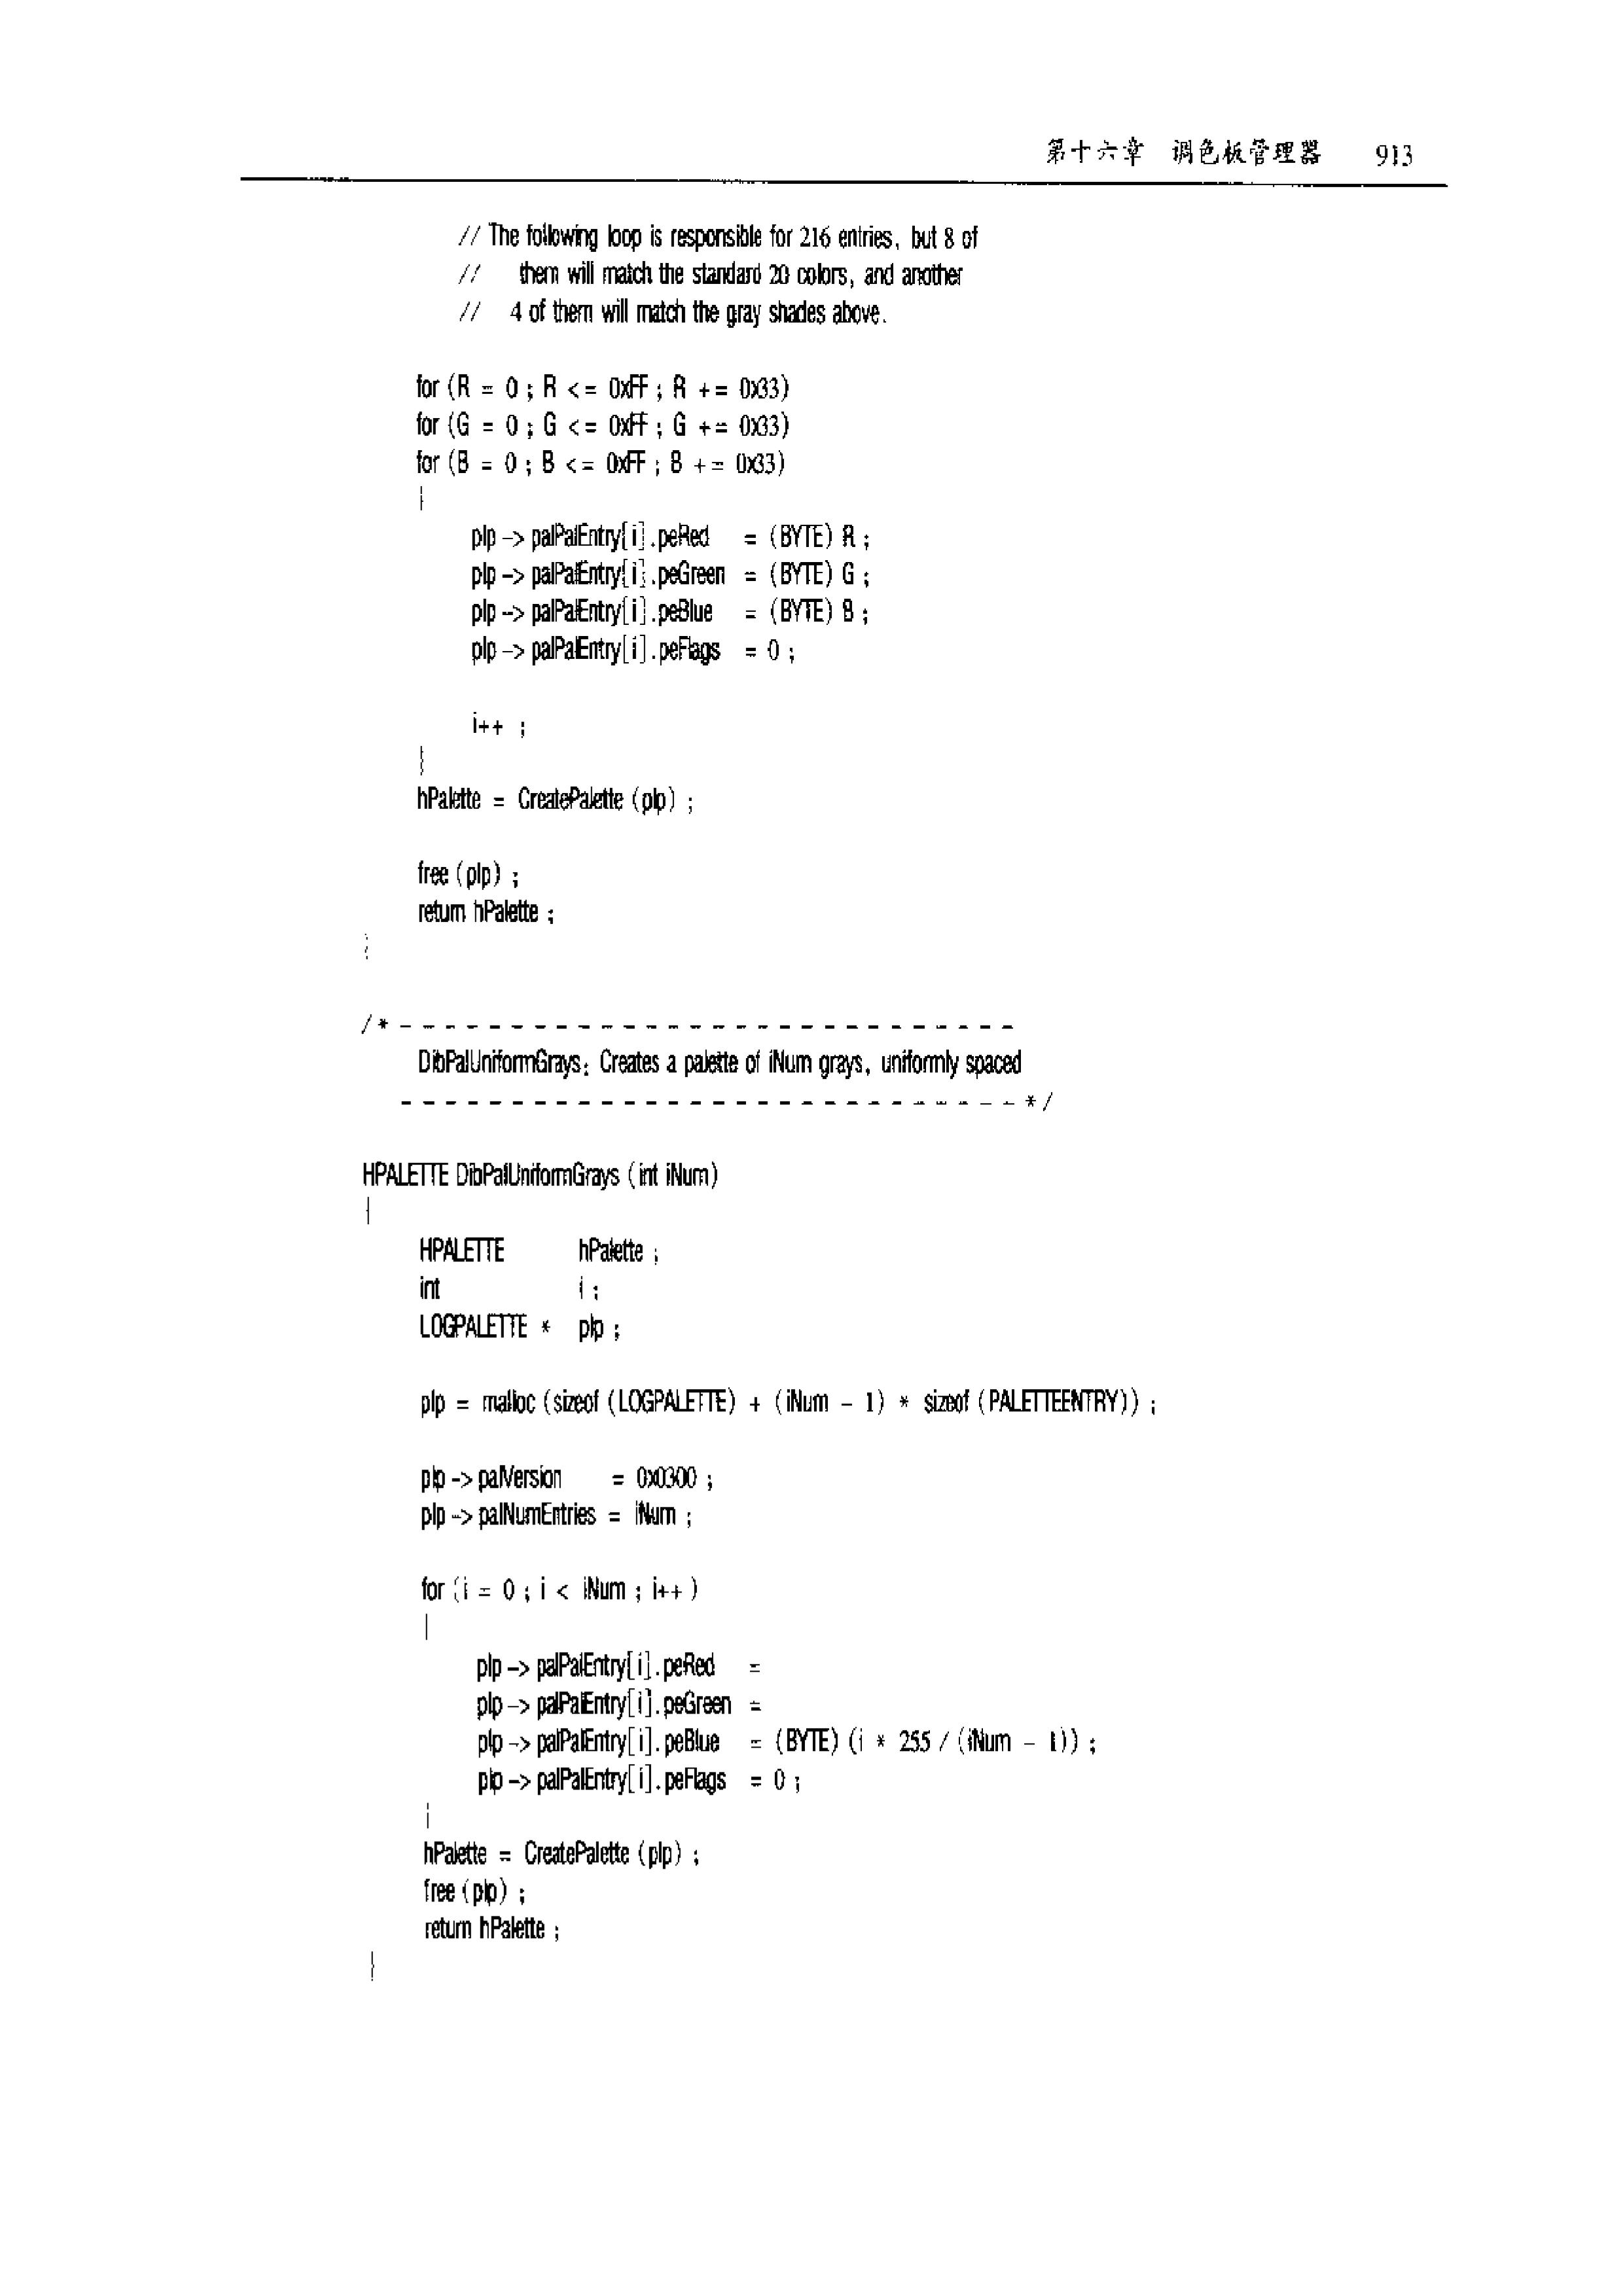 第十六章 调色板管理器 913
// The following loop is responsible for 216 entries, but 8 of
// them will match the standard 20 colors, and another
// 4 of them will match the gray shades above.
for (R = 0 ; R <= 0xFF ; R += 0x33)
for (G = 0 ; G <= 0xFF ; G += 0x33)
for (B = 0 ; B <= 0xFF ; B += 0x33)
{
plp -> palPalEntry[i].peRed = (BYTE) R ;
plp -> palPalEntry[i].peGreen = (BYTE) G ;
plp -> palPalEntry[i].peBlue = (BYTE) B ;
plp -> palPalEntry[i].peFlags = 0 ;
i++ ;
}
hPalette = CreatePalette (plp) ;
free (plp) ;
return hPalette ;
}
/* - - - - - - - - - - - - - - - - - - - - - - - - - - - -
DibPalUniformGrays: Creates a palette of iNum grays, uniformly spaced
- - - - - - - - - - - - - - - - - - - - - - - - - - - - */
HPALETTE DibPalUniformGrays (int iNum)
{
HPALETTE hPalette ;
int i ;
LOGPALETTE * plp ;
plp = malloc (sizeof (LOGPALETTE) + (iNum - 1) * sizeof (PALETTEENTRY)) ;
plp -> palVersion = 0x0300 ;
plp -> palNumEntries = iNum ;
for (i = 0 ; i < iNum ; i++ )
{
plp -> palPalEntry[i].peRed =
plp -> palPalEntry[i].peGreen =
plp -> palPalEntry[i].peBlue = (BYTE) (i * 255 / (iNum - 1)) ;
plp -> palPalEntry[i].peFlags = 0 ;
}
hPalette = CreatePalette (plp) ;
free (plp) ;
return hPalette ;
}